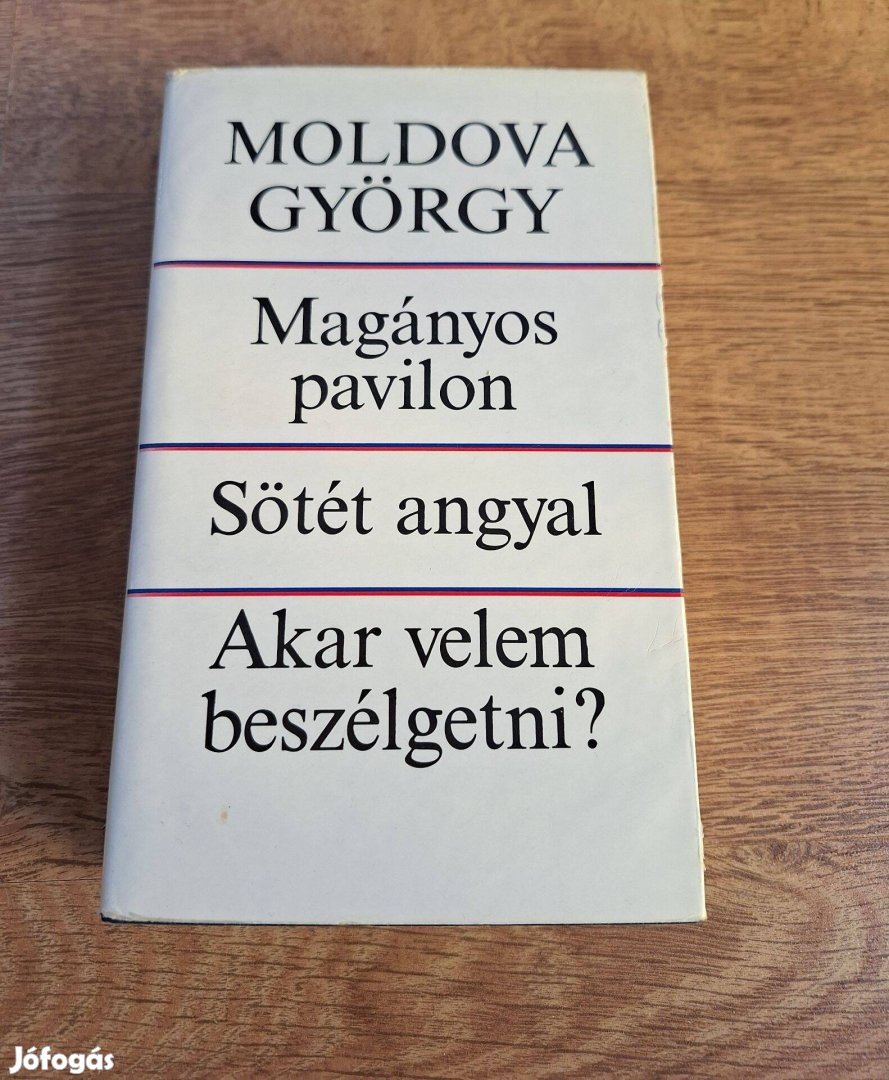 MOLDOVA
GYÖRGY
Magányos
pavilon
Sötét angyal
Akar velem
beszélgetni?
Jófogás